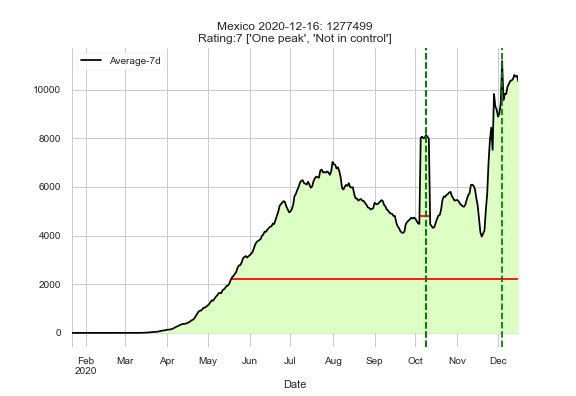 Mexico 2020-12-16: 1277499
Rating:7 ['One peak', 'Not in control']
Average-7d
10000
8000
6000
4000
2000
0
Feb Mar Apr May Jun Jul Aug Sep Oct Nov Dec
2020
Date